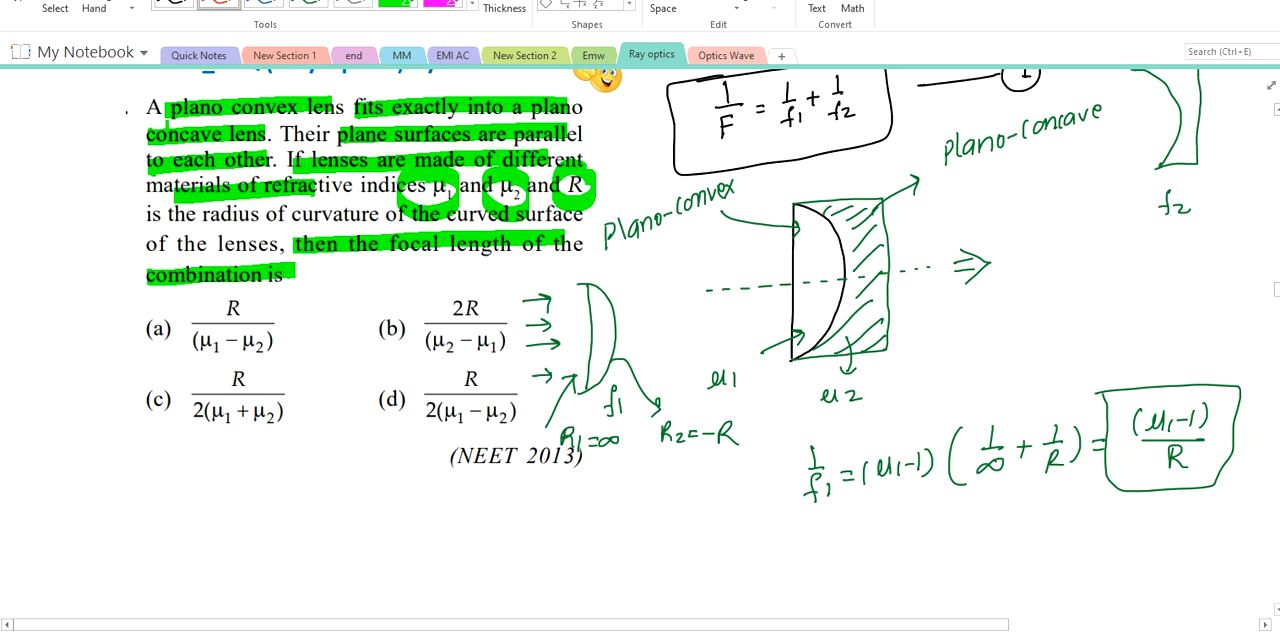 Select Hand Thickness Space Text Math
Tools Shapes Edit Convert
My Notebook Quick Notes New Section 1 end MM EMI AC New Section 2 Emw Ray optics Optics Wave + Search (Ctrl+E)
A plano convex lens fits exactly into a plano
concave lens. Their plane surfaces are parallel
to each other. If lenses are made of different
materials of refractive indices μ₁ and μ₂ and R
is the radius of curvature of the curved surface
of the lenses, then the focal length of the
combination is
(a) R/(μ₁ − μ₂) (b) 2R/(μ₂ − μ₁)
(c) R/2(μ₁ + μ₂) (d) R/2(μ₁ − μ₂)
(NEET 2013)
1/F = 1/f₁ + 1/f₂
1
plano-concave
f₂
plano-convex
μ₁
μ₂
f₁
R₁=∞ R₂=−R
1/f₁ = (μ₁−1) (1/∞ + 1/R) = (μ₁−1)/R